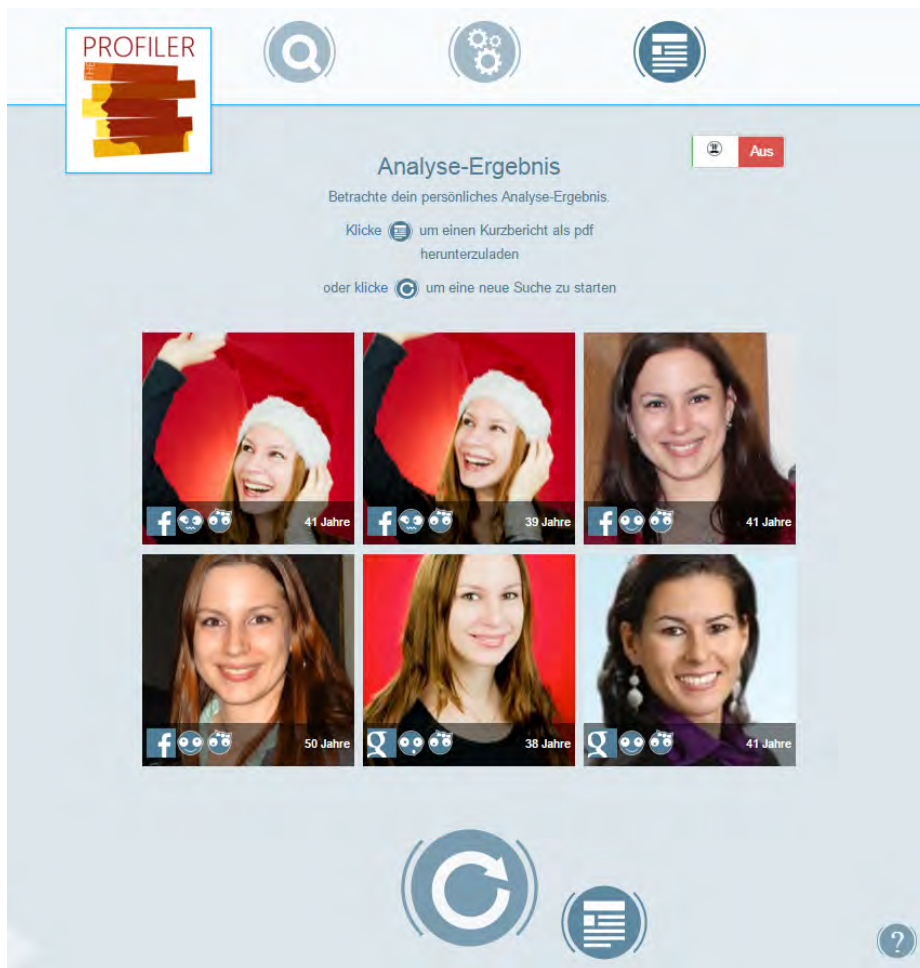 PROFILER
THE
Aus
Analyse-Ergebnis
Betrachte dein persönliches Analyse-Ergebnis.
Klicke um einen Kurzbericht als pdf
herunterzuladen
oder klicke um eine neue Suche zu starten
f 41 Jahre
f 39 Jahre
f 41 Jahre
f 50 Jahre
g 38 Jahre
g 41 Jahre
?